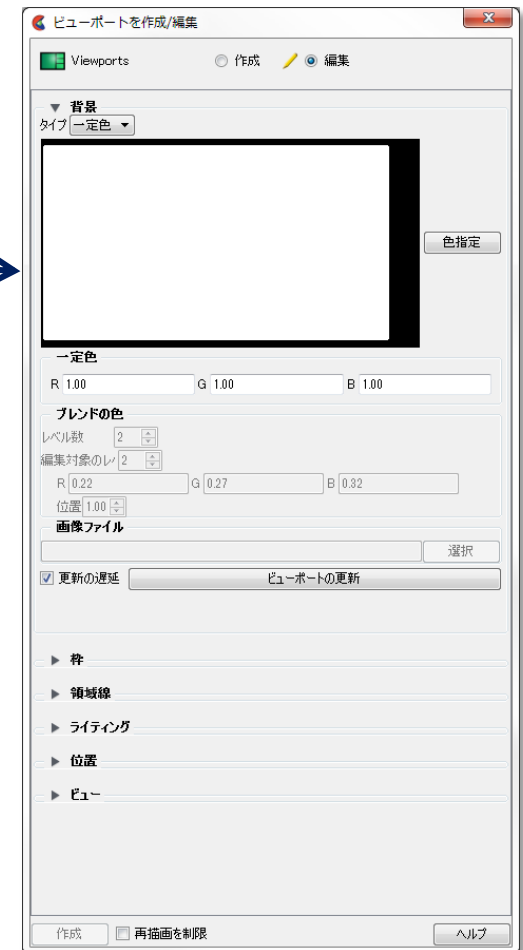 ビューポートを作成/編集
Viewports 作成 編集
背景
タイプ 一定色
色指定
一定色
R 1.00 G 1.00 B 1.00
ブレンドの色
レベル数 2
編集対象のレ 2
R 0.22 G 0.27 B 0.32
位置 1.00
画像ファイル
選択
更新の遅延 ビューポートの更新
枠
領域線
ライティング
位置
ビュー
作成 再描画を制限 ヘルプ